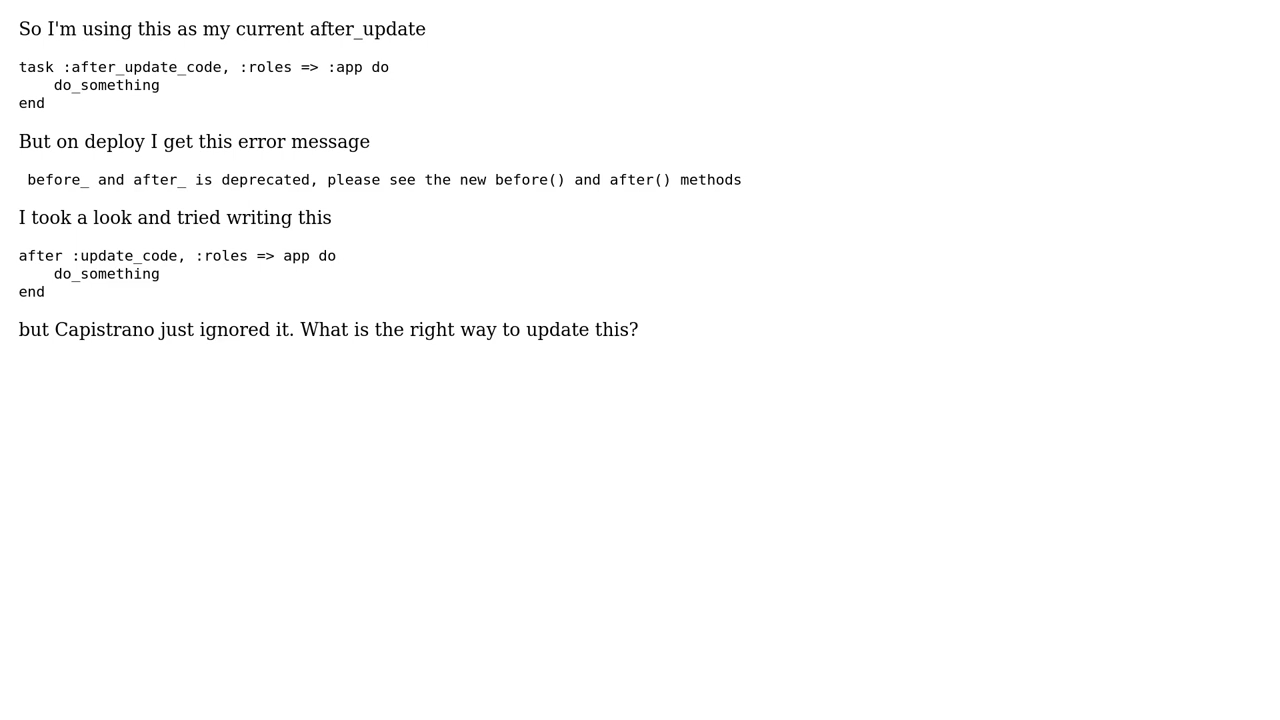 So I'm using this as my current after_update
task :after_update_code, :roles => :app do
    do_something
end
But on deploy I get this error message
 before_ and after_ is deprecated, please see the new before() and after() methods
I took a look and tried writing this
after :update_code, :roles => app do
    do_something
end
but Capistrano just ignored it. What is the right way to update this?